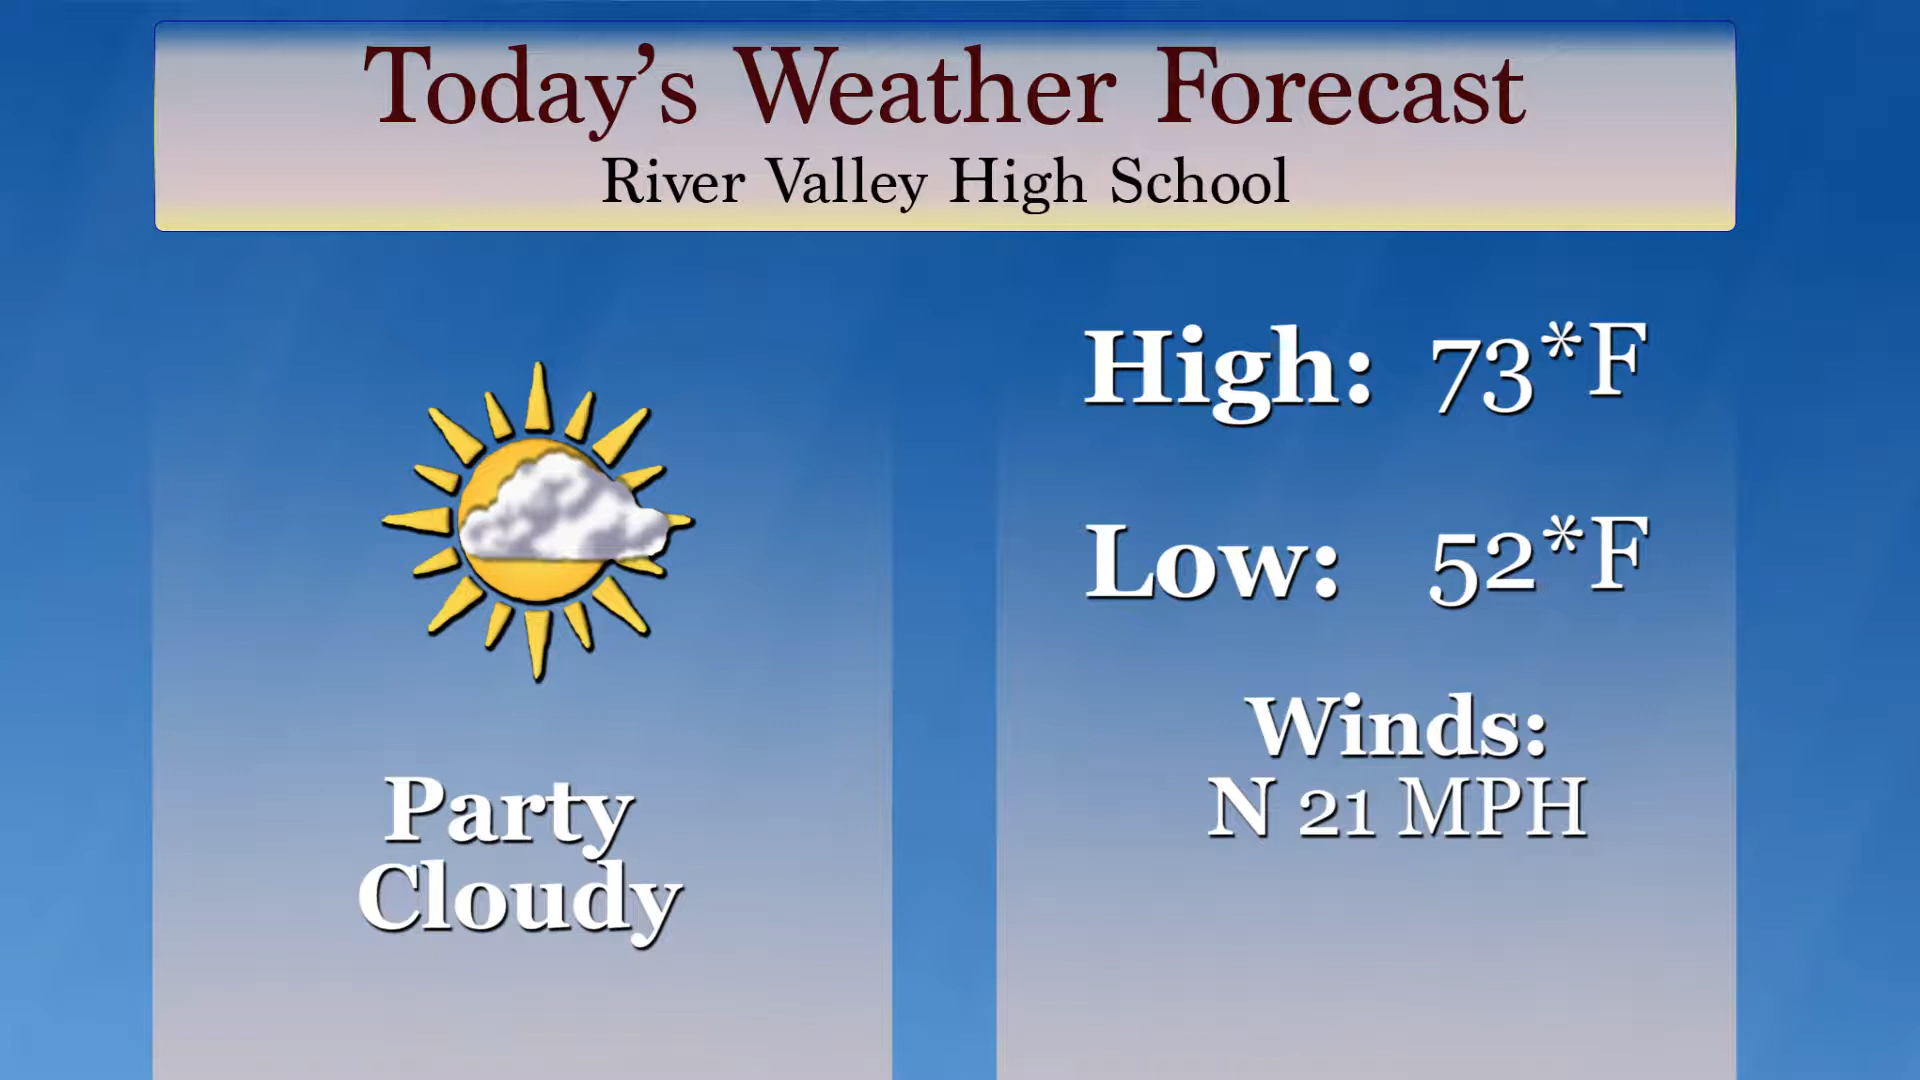 Today’s Weather Forecast
River Valley High School
High: 73*F
Low: 52*F
Winds:
N 21 MPH
Party
Cloudy